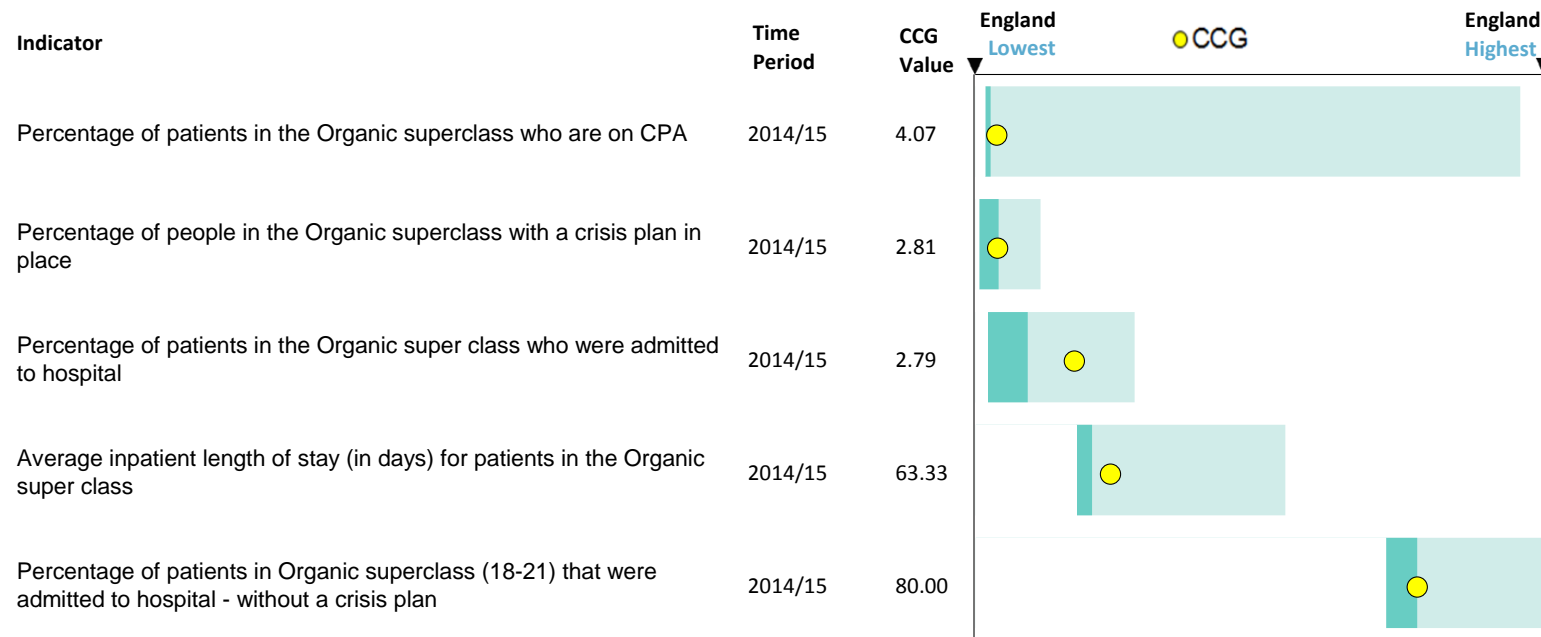 Indicator
Time
Period
CCG
Value
England
Lowest
CCG
England
Highest
Percentage of patients in the Organic superclass who are on CPA
2014/15
4.07
Percentage of people in the Organic superclass with a crisis plan in
place
2014/15
2.81
Percentage of patients in the Organic super class who were admitted
to hospital
2014/15
2.79
Average inpatient length of stay (in days) for patients in the Organic
super class
2014/15
63.33
Percentage of patients in Organic superclass (18-21) that were
admitted to hospital - without a crisis plan
2014/15
80.00